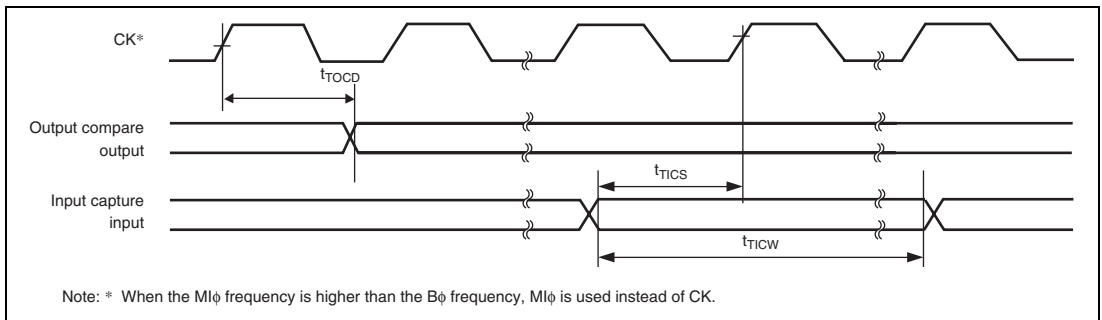 CK*
tTOCD
Output compare
output
tTICS
Input capture
input
tTICW
Note: * When the MIϕ frequency is higher than the Bϕ frequency, MIϕ is used instead of CK.